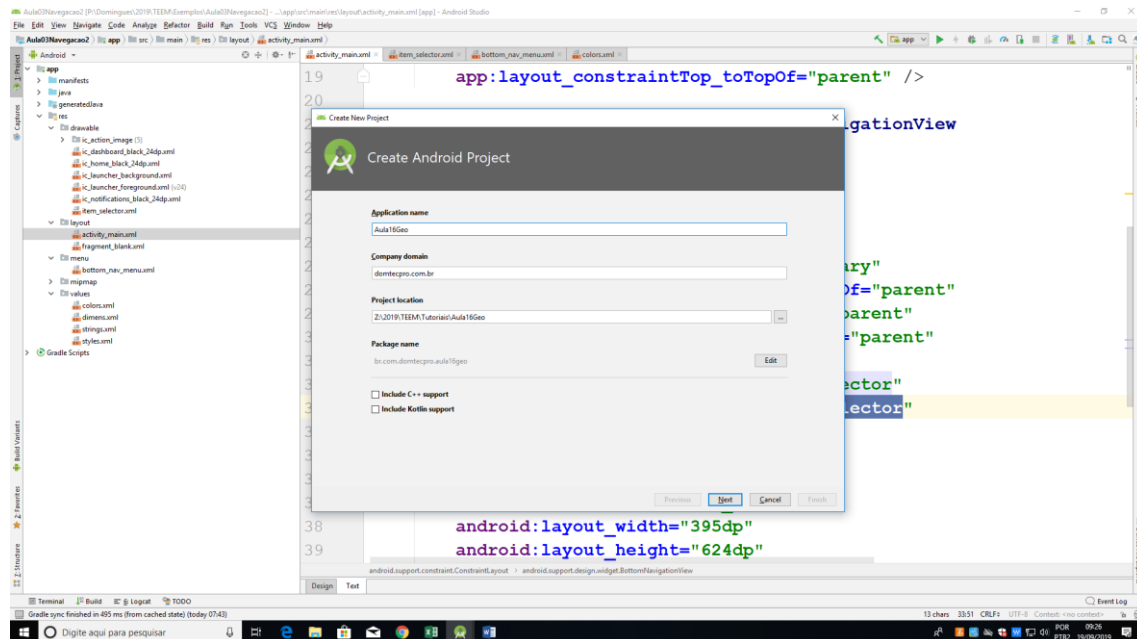 Aula03Navegacao2 [P:\Domingues\2019\TEEM\Exemplos\Aula03Navegacao2] - ...\app\src\main\res\layout\activity_main.xml [app] - Android Studio
File Edit View Navigate Code Analyze Refactor Build Run Tools VCS Window Help
Aula03Navegacao2 app src main res layout activity_main.xml
app
Android
activity_main.xml item_selector.xml bottom_nav_menu.xml colors.xml
1: Project
Captures
Build Variants
2: Favorites
Z: Structure
app
manifests
java
generatedJava
res
drawable
ic_action_image (5)
ic_dashboard_black_24dp.xml
ic_home_black_24dp.xml
ic_launcher_background.xml
ic_launcher_foreground.xml (v24)
ic_notifications_black_24dp.xml
item_selector.xml
layout
activity_main.xml
fragment_blank.xml
menu
bottom_nav_menu.xml
mipmap
values
colors.xml
dimens.xml
strings.xml
styles.xml
Gradle Scripts
19 app:layout_constraintTop_toTopOf="parent" />
20
igationView
ary"
Of="parent"
parent"
="parent"
ector"
lector"
Create New Project
Create Android Project
Application name
Aula16Geo
Company domain
domtecpro.com.br
Project location
Z:\2019\TEEM\Tutoriais\Aula16Geo
...
Package name
br.com.domtecpro.aula16geo
Edit
Include C++ support
Include Kotlin support
Previous Next Cancel Finish
38 android:layout_width="395dp"
39 android:layout_height="624dp"
android.support.constraint.ConstraintLayout android.support.design.widget.BottomNavigationView
Design Text
Terminal Build 6: Logcat TODO
Event Log
Gradle sync finished in 495 ms (from cached state) (today 07:43)
13 chars 33:51 CRLF UTF-8 Context: <no context>
Digite aqui para pesquisar
POR
PTB2
09:26
19/09/2019